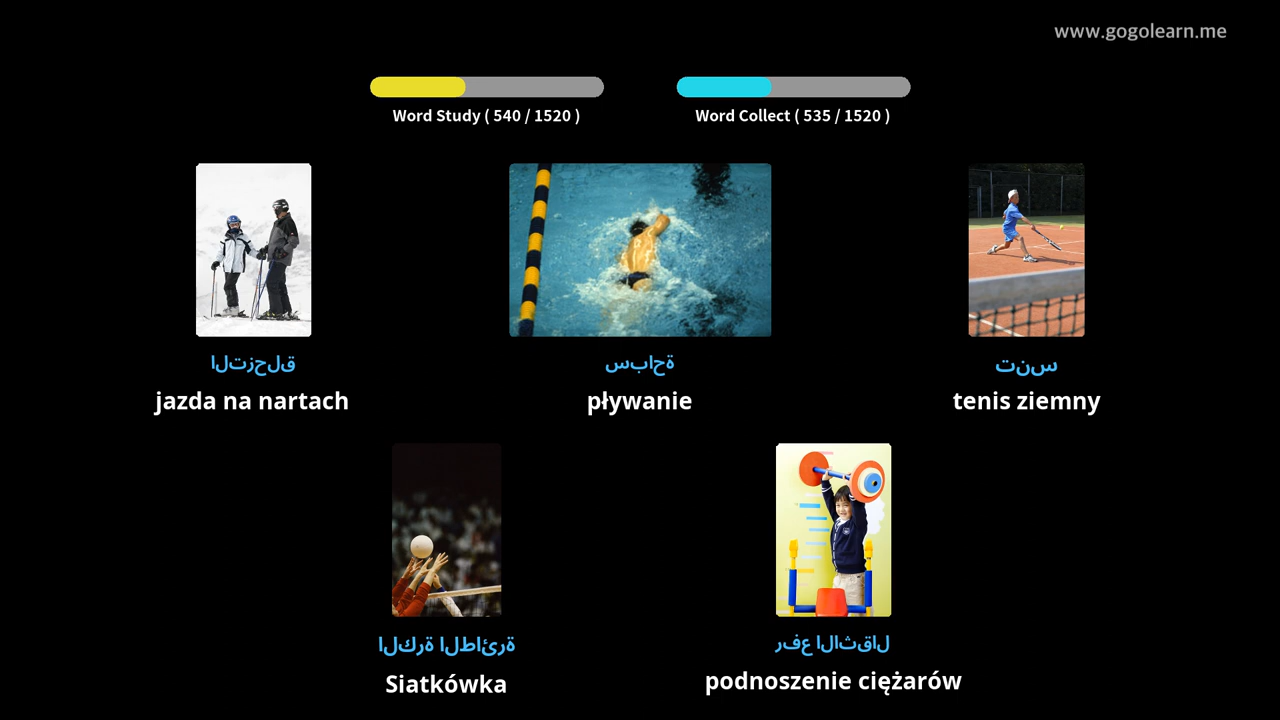 www.gogolearn.me
Word Study ( 540 / 1520 )
Word Collect ( 535 / 1520 )
التزحلق
jazda na nartach
سباحة
pływanie
تنس
tenis ziemny
الكرة الطائرة
Siatkówka
رفع الاثقال
podnoszenie ciężarów